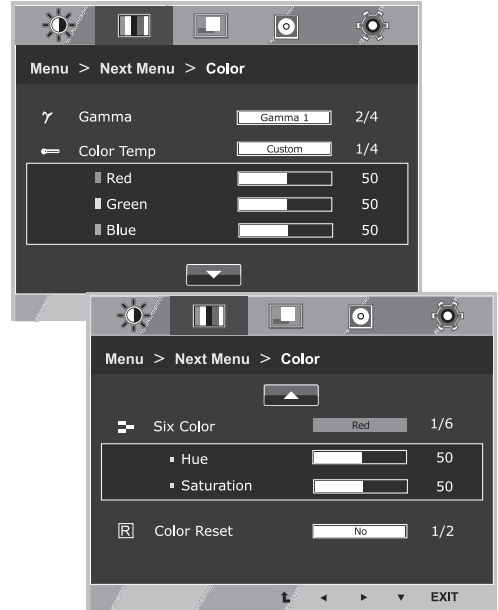 Menu > Next Menu > Color
γ Gamma Gamma 1 2/4
Color Temp Custom 1/4
Red 50
Green 50
Blue 50
Menu > Next Menu > Color
Six Color Red 1/6
Hue 50
Saturation 50
R Color Reset No 1/2
EXIT